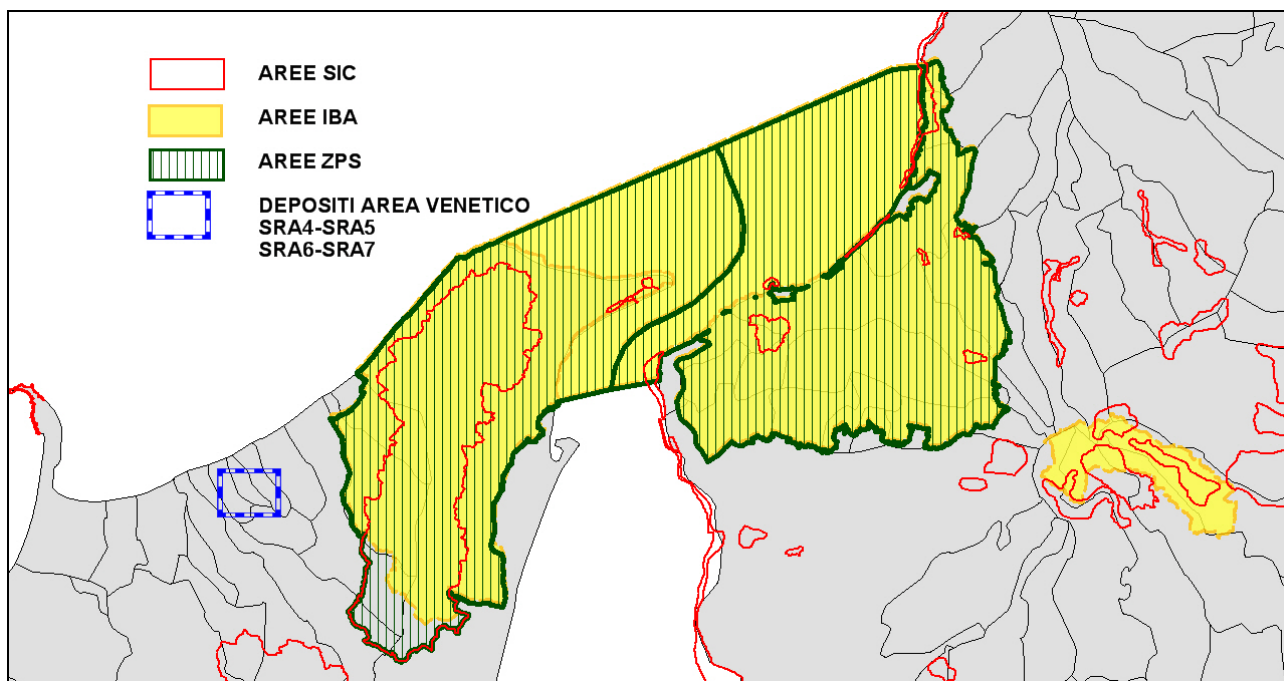 AREE SIC
AREE IBA
AREE ZPS
DEPOSITI AREA VENETICO
SRA4-SRA5
SRA6-SRA7